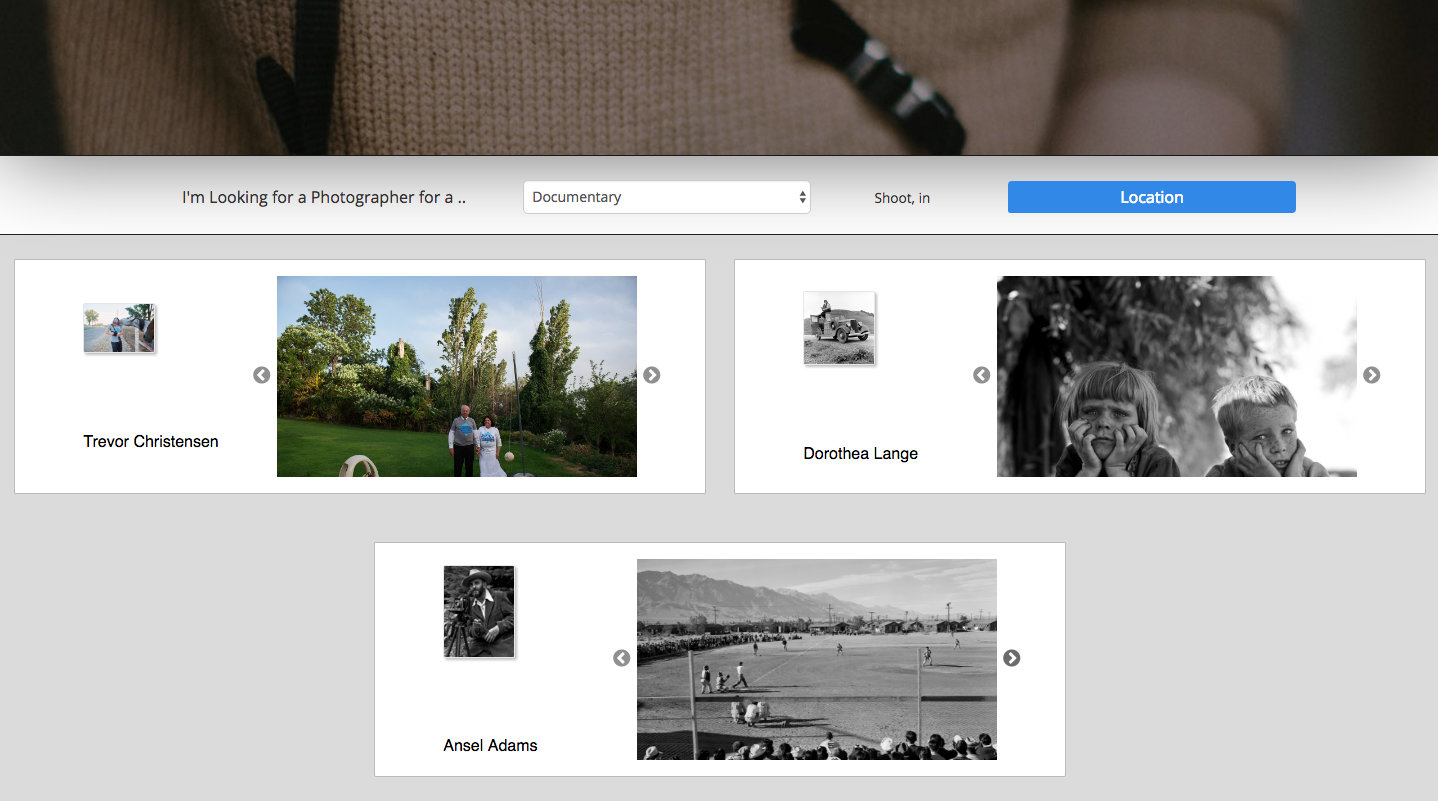 I'm Looking for a Photographer for a .. Documentary Shoot, in Location
Trevor Christensen
Dorothea Lange
Ansel Adams